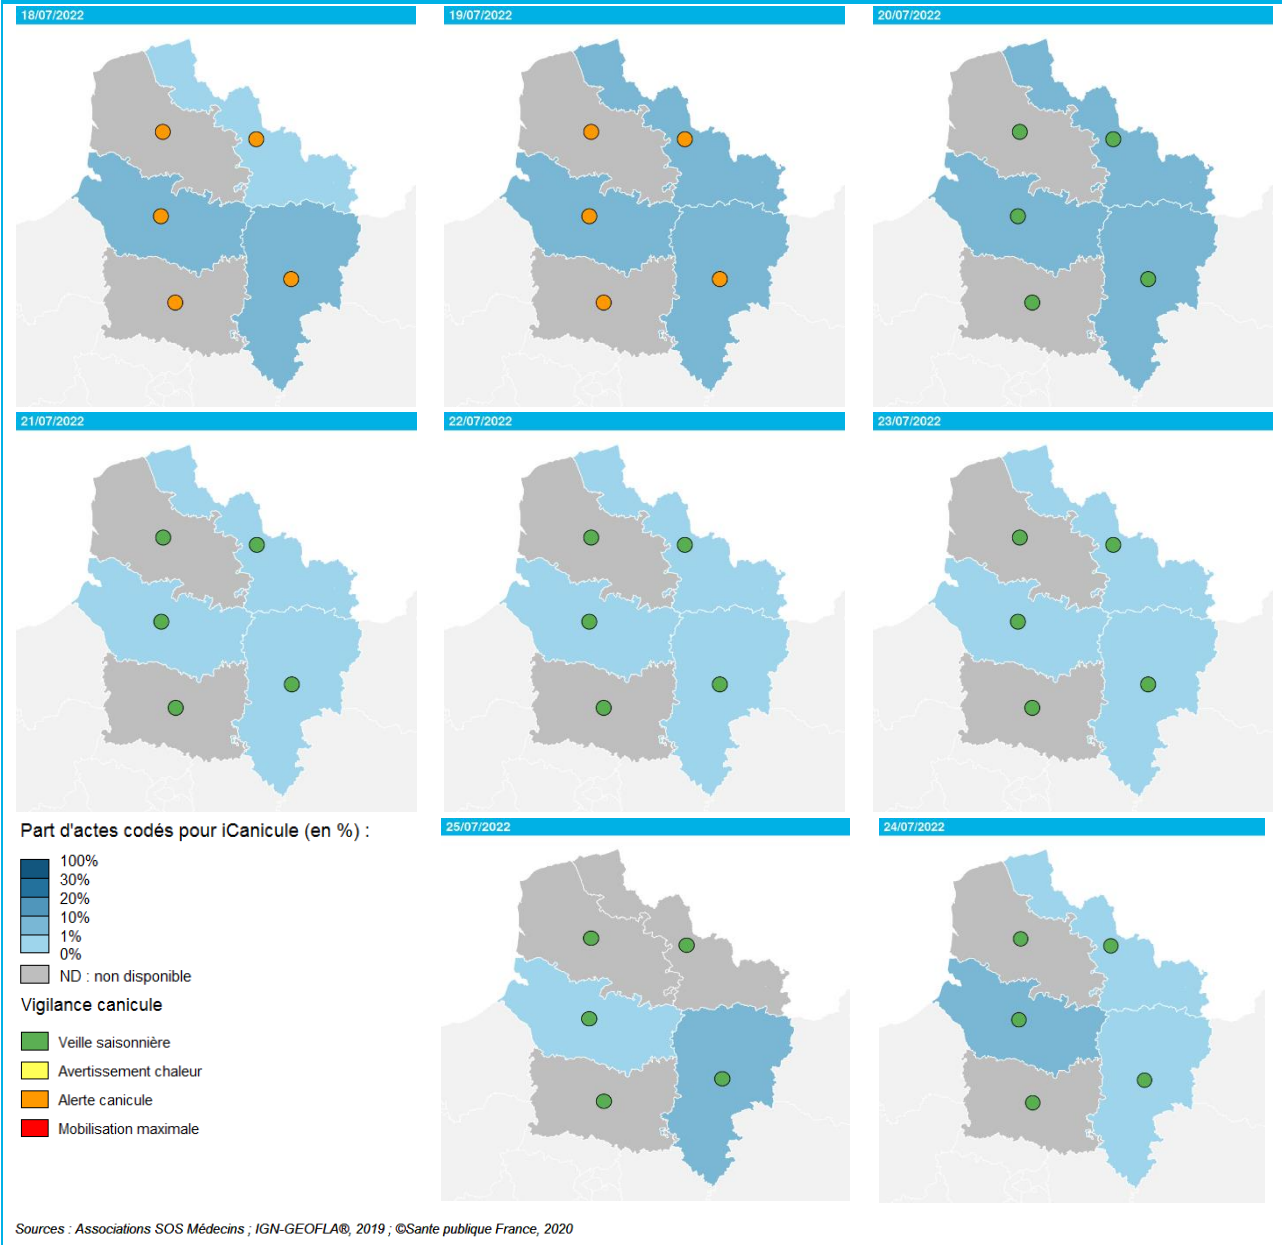 18/07/2022
19/07/2022
20/07/2022
21/07/2022
22/07/2022
23/07/2022
25/07/2022
24/07/2022
Part d'actes codés pour iCanicule (en %) :
100%
30%
20%
10%
1%
0%
ND : non disponible
Vigilance canicule
Veille saisonnière
Avertissement chaleur
Alerte canicule
Mobilisation maximale
Sources : Associations SOS Médecins ; IGN-GEOFLA®, 2019 ; ©Sante publique France, 2020